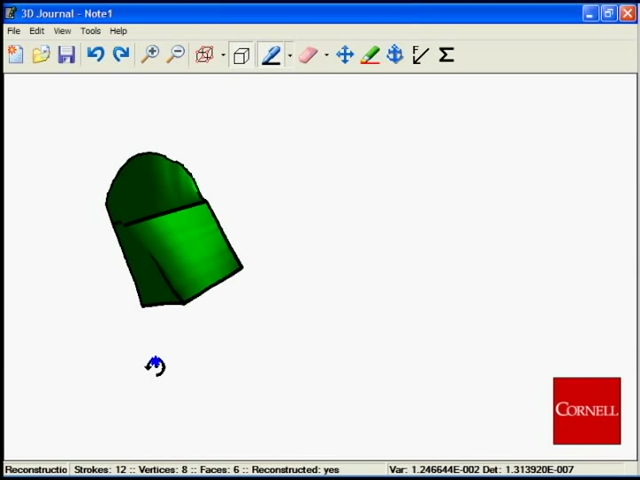 3D Journal - Note1
File Edit View Tools Help
F Σ
CORNELL
Reconstructio Strokes: 12 :: Vertices: 8 :: Faces: 6 :: Reconstructed: yes Var: 1.246644E-002 Det: 1.313920E-007